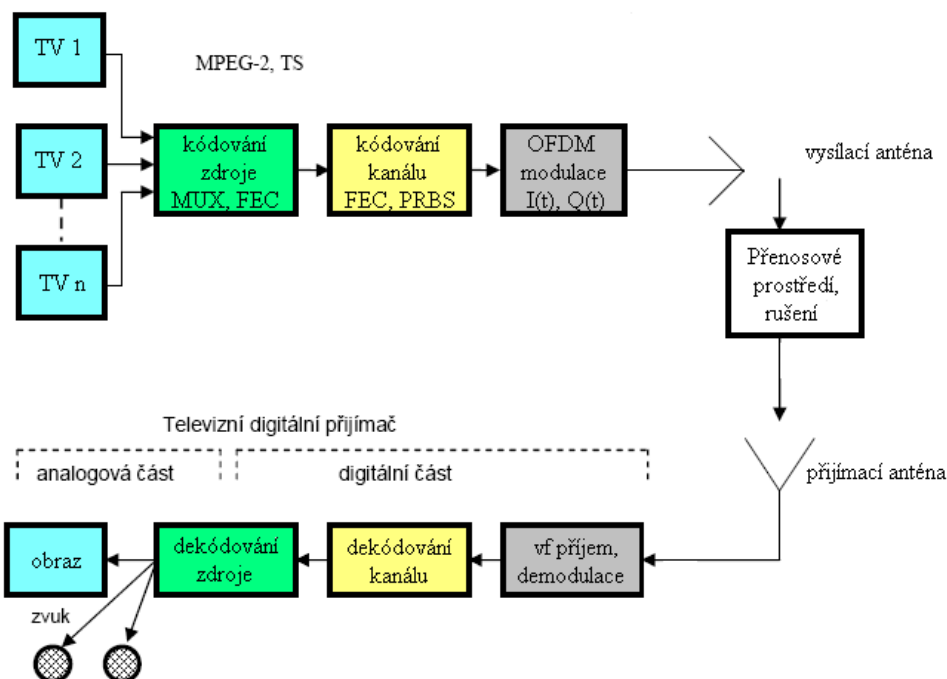 TV 1
MPEG-2, TS
TV 2
TV n
kódování
zdroje
MUX, FEC
kódování
kanálu
FEC, PRBS
OFDM
modulace
I(t), Q(t)
vysílací anténa
Přenosové
prostředí,
rušení
Televizní digitální přijímač
analogová část
digitální část
přijímací anténa
obraz
dekódování
zdroje
dekódování
kanálu
vf příjem,
demodulace
zvuk